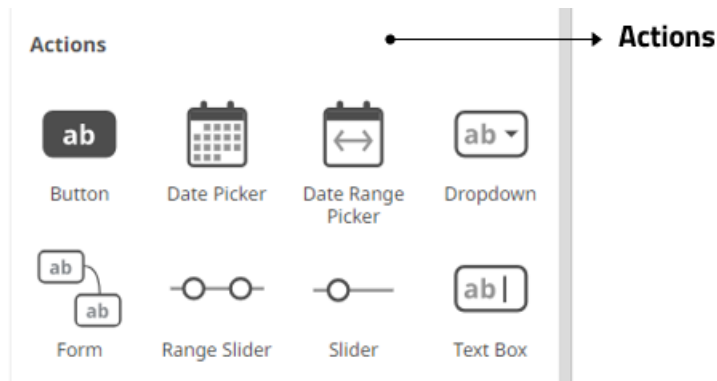 Actions
Actions
ab
ab
Button
Date Picker
Date Range
Picker
Dropdown
ab
ab
ab
Form
Range Slider
Slider
Text Box